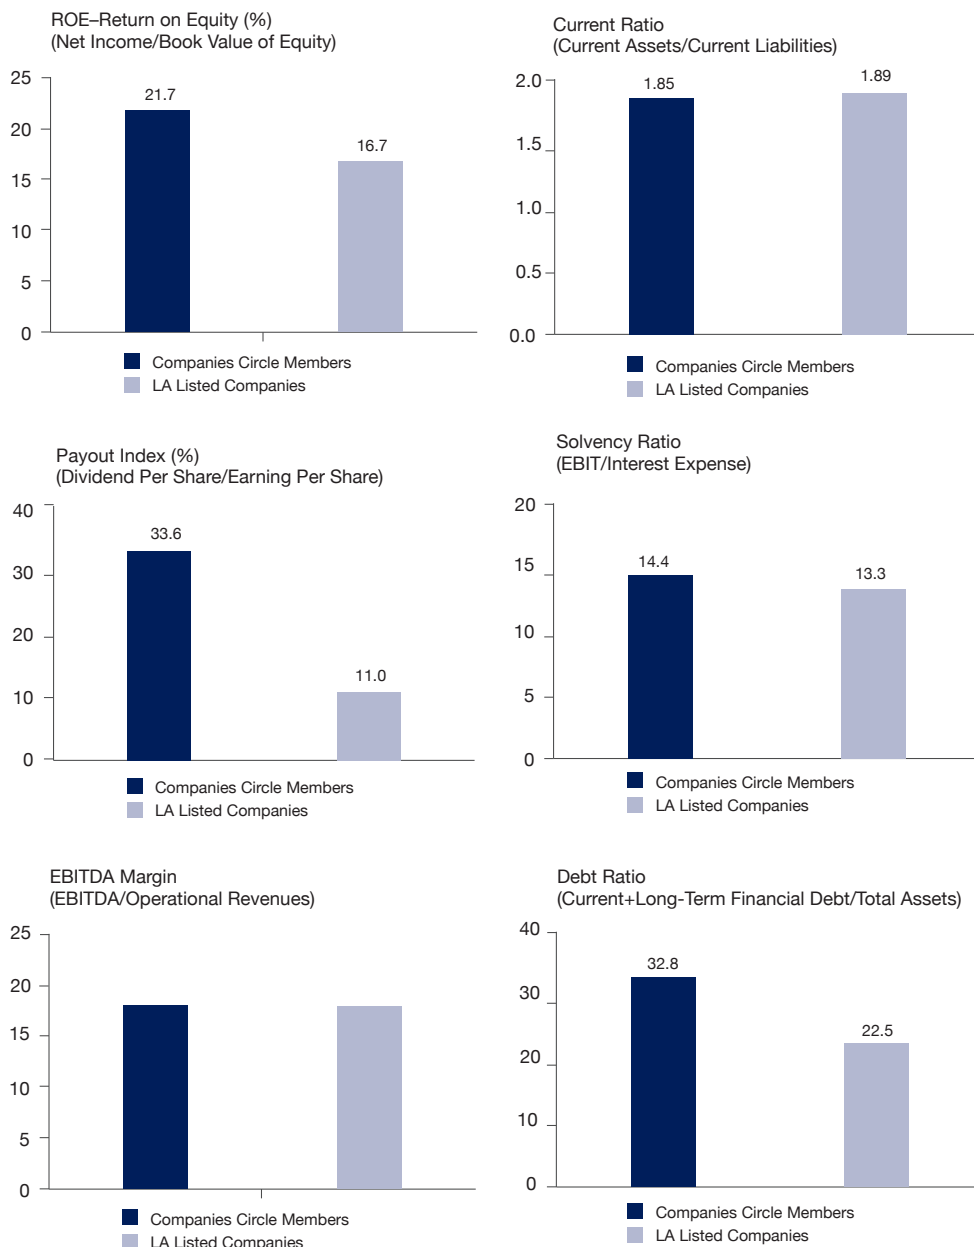 ROE–Return on Equity (%)
(Net Income/Book Value of Equity)
25
20
15
10
5
0
21.7
16.7
Companies Circle Members
LA Listed Companies
Current Ratio
(Current Assets/Current Liabilities)
2.0
1.5
1.0
0.5
0.0
1.85
1.89
Companies Circle Members
LA Listed Companies
Payout Index (%)
(Dividend Per Share/Earning Per Share)
40
30
20
10
0
33.6
11.0
Companies Circle Members
LA Listed Companies
Solvency Ratio
(EBIT/Interest Expense)
20
15
10
5
0
14.4
13.3
Companies Circle Members
LA Listed Companies
EBITDA Margin
(EBITDA/Operational Revenues)
25
20
15
10
5
0
Companies Circle Members
LA Listed Companies
Debt Ratio
(Current+Long-Term Financial Debt/Total Assets)
40
30
20
10
0
32.8
22.5
Companies Circle Members
LA Listed Companies